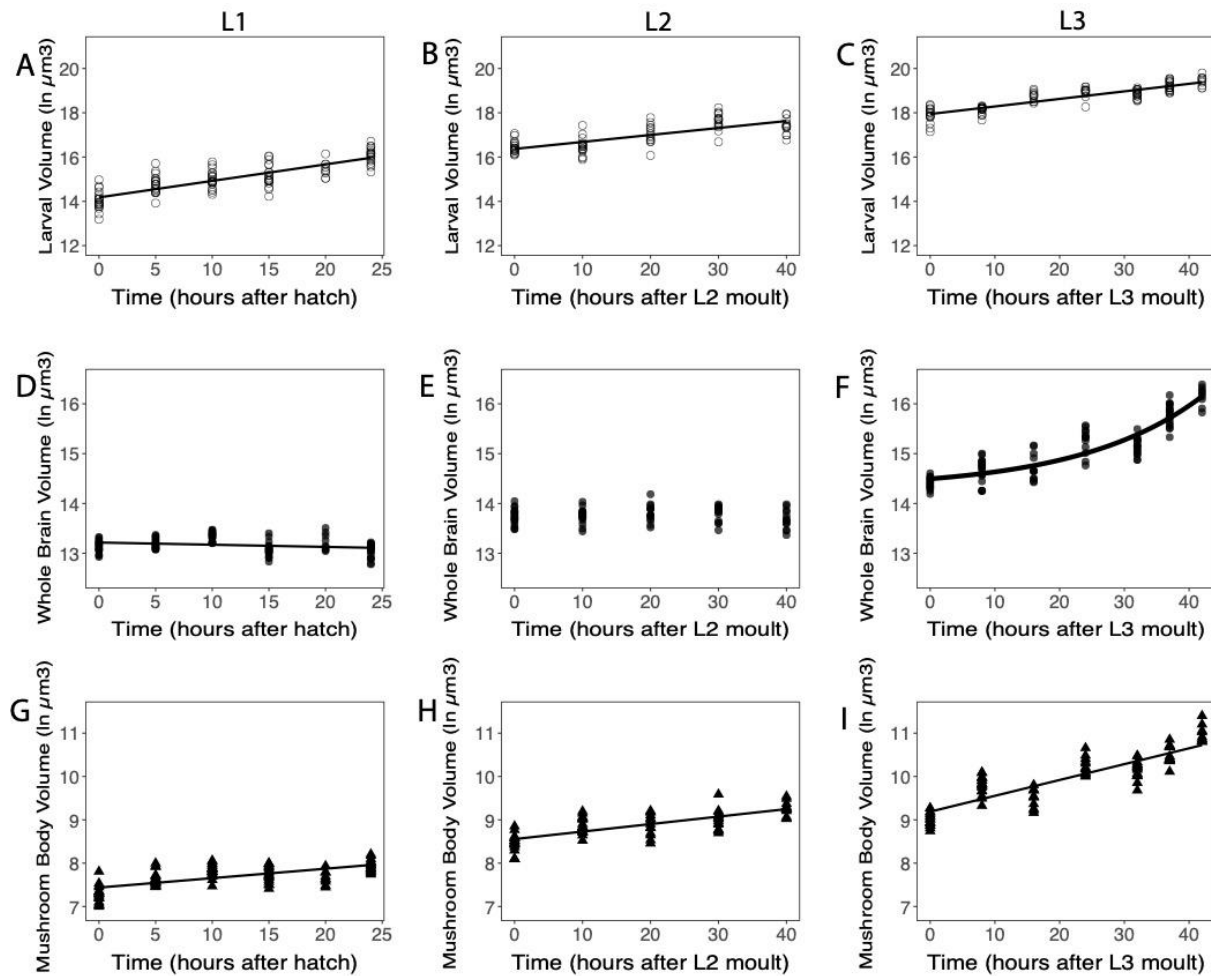 L1
L2
L3
A
Larval Volume (ln µm3)
20
18
16
14
12
0 5 10 15 20 25
Time (hours after hatch)
B
Larval Volume (ln µm3)
20
18
16
14
12
0 10 20 30 40
Time (hours after L2 moult)
C
Larval Volume (ln µm3)
20
18
16
14
12
0 10 20 30 40
Time (hours after L3 moult)
D
Whole Brain Volume (ln µm3)
16
15
14
13
0 5 10 15 20 25
Time (hours after hatch)
E
Whole Brain Volume (ln µm3)
16
15
14
13
0 10 20 30 40
Time (hours after L2 moult)
F
Whole Brain Volume (ln µm3)
16
15
14
13
0 10 20 30 40
Time (hours after L3 moult)
G
Mushroom Body Volume (ln µm3)
11
10
9
8
7
0 5 10 15 20 25
Time (hours after hatch)
H
Mushroom Body Volume (ln µm3)
11
10
9
8
7
0 10 20 30 40
Time (hours after L2 moult)
I
Mushroom Body Volume (ln µm3)
11
10
9
8
7
0 10 20 30 40
Time (hours after L3 moult)